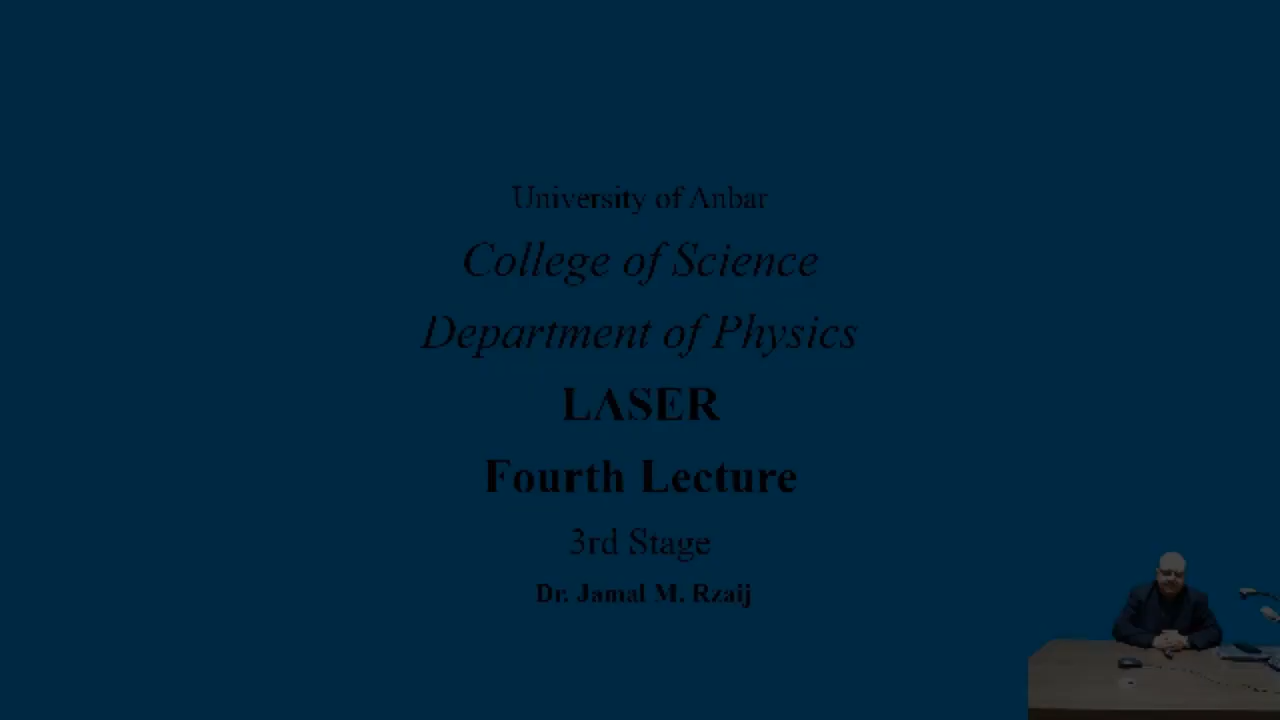 University of Anbar
College of Science
Department of Physics
LASER
Fourth Lecture
3rd Stage
Dr. Jamal M. Rzaij